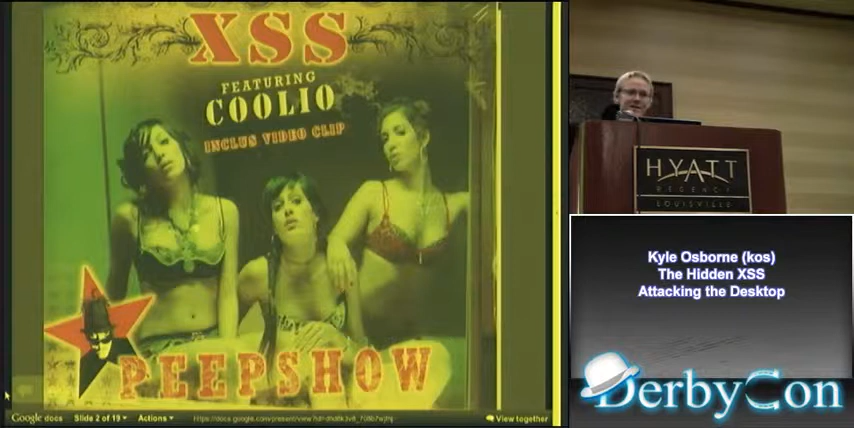 XSS
FEATURING
COOLIO
INCLUS VIDEO CLIP
PEEPSHOW
Google docs
Slide 2 of 19
Actions
View together
HYATT
REGENCY
LOUISVILLE
Kyle Osborne (kos)
The Hidden XSS
Attacking the Desktop
DerbyCon